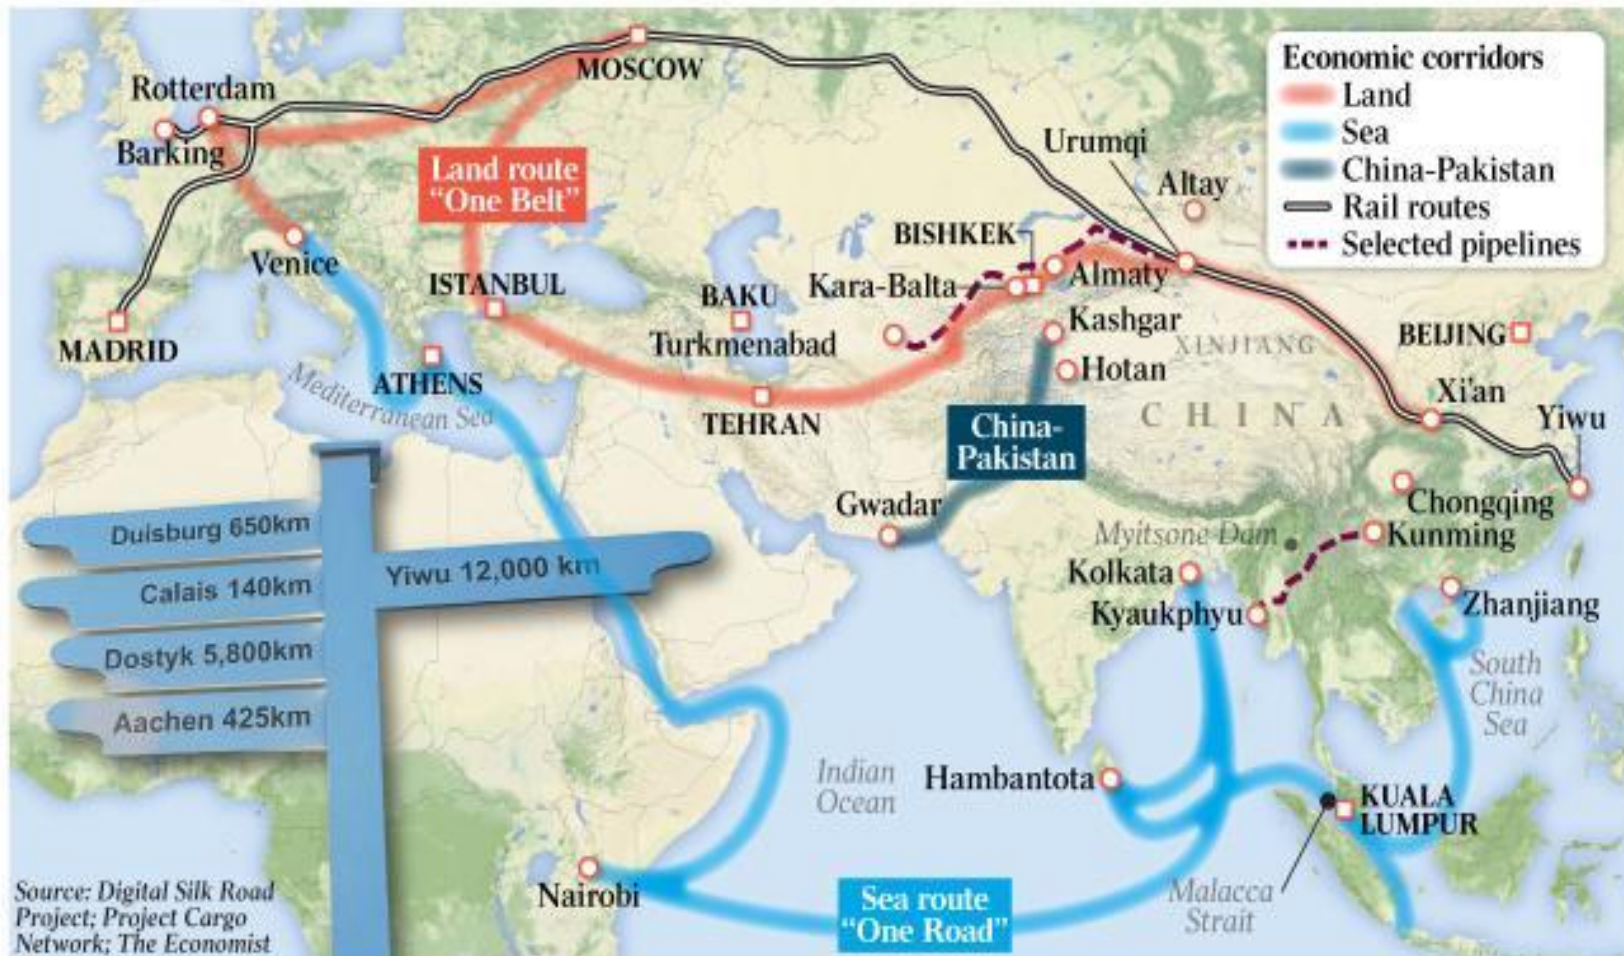 Economic corridors
Land
Sea
China-Pakistan
Rail routes
Selected pipelines
MOSCOW
Rotterdam
Barking
Urumqi
Altay
Land route
“One Belt”
BISHKEK
Venice
Kara-Balta
Almaty
ISTANBUL
BAKU
Kashgar
MADRID
Turkmenabad
XINJIANG
BEIJING
ATHENS
Hotan
Mediterranean Sea
TEHRAN
CHINA
Xi'an
Yiwu
China-
Pakistan
Gwadar
Chongqing
Myitsone Dam
Kunming
Kolkata
Kyaukphyu
Zhanjiang
Duisburg 650km
Yiwu 12,000 km
Calais 140km
Dostyk 5,800km
Aachen 425km
South
China
Sea
Indian
Ocean
Hambantota
KUALA
LUMPUR
Nairobi
Sea route
“One Road”
Malacca
Strait
Source: Digital Silk Road
Project; Project Cargo
Network; The Economist